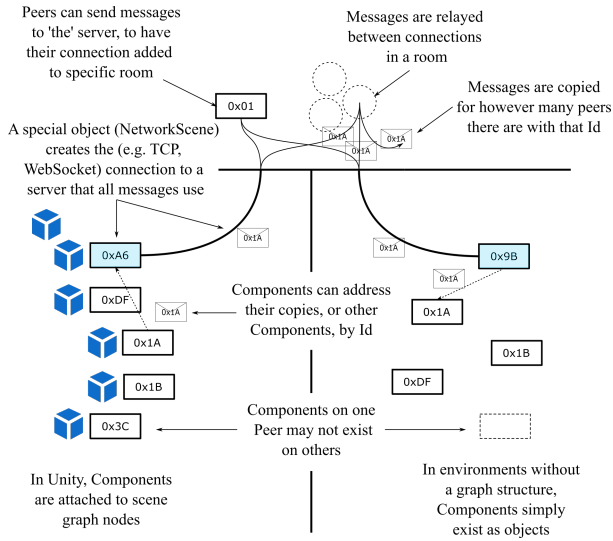 Peers can send messages
to 'the' server, to have
their connection added
to specific room
Messages are relayed
between connections
in a room
0x01
Messages are copied
for however many peers
there are with that Id
A special object (NetworkScene)
creates the (e.g. TCP,
WebSocket) connection to a
server that all messages use
0x1A
0x1A
0x1A
0x1A
0x1A
0xA6
0x9B
0x1A
0xDF
0x1A
Components can address
their copies, or other
Components, by Id
0x1A
0x1A
0x1B
0x1B
0xDF
0x3C
Components on one
Peer may not exist
on others
In Unity, Components
are attached to scene
graph nodes
In environments without
a graph structure,
Components simply
exist as objects